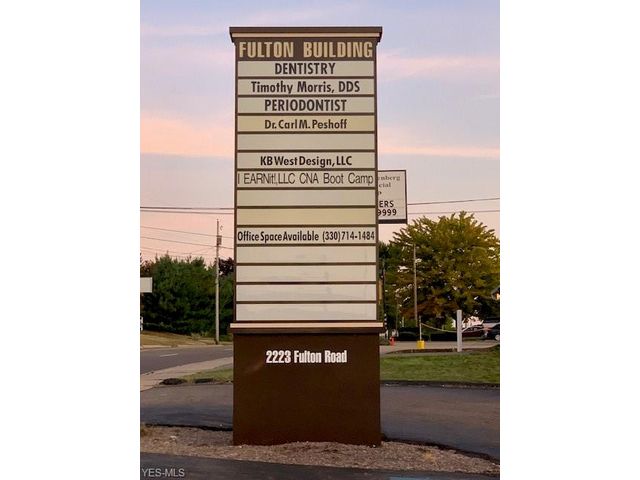 FULTON BUILDING
DENTISTRY
Timothy Morris, DDS
PERIODONTIST
Dr. Carl M. Peshoff
KB West Design, LLC
I EARNit!,LLC CNA Boot Camp
Office Space Available (330)714-1484
2223 Fulton Road
9999
YES-MLS